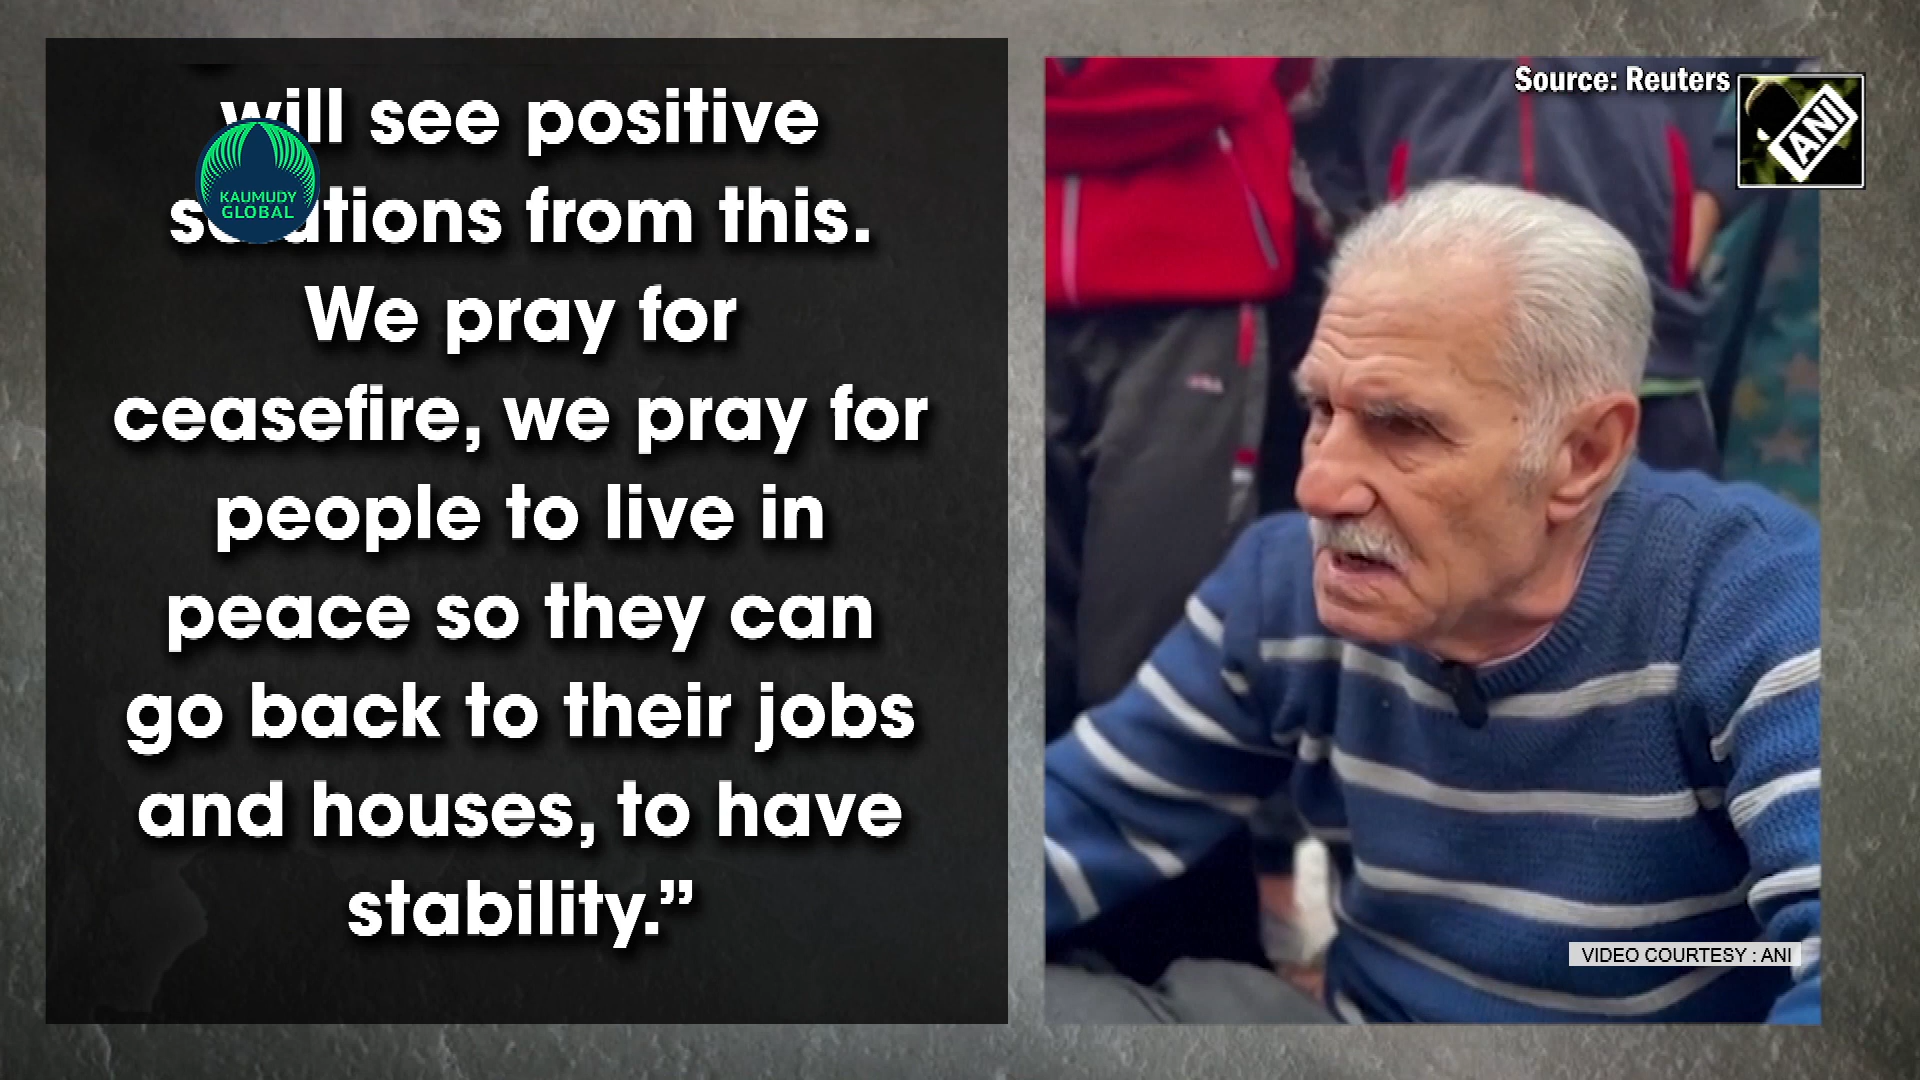 will see positive
from this.
We pray for
ceasefire, we pray for
people to live in
peace so they can
go back to their jobs
and houses, to have
stability.”
KAUMUDY
GLOBAL
Source: Reuters
ANI
VIDEO COURTESY : ANI